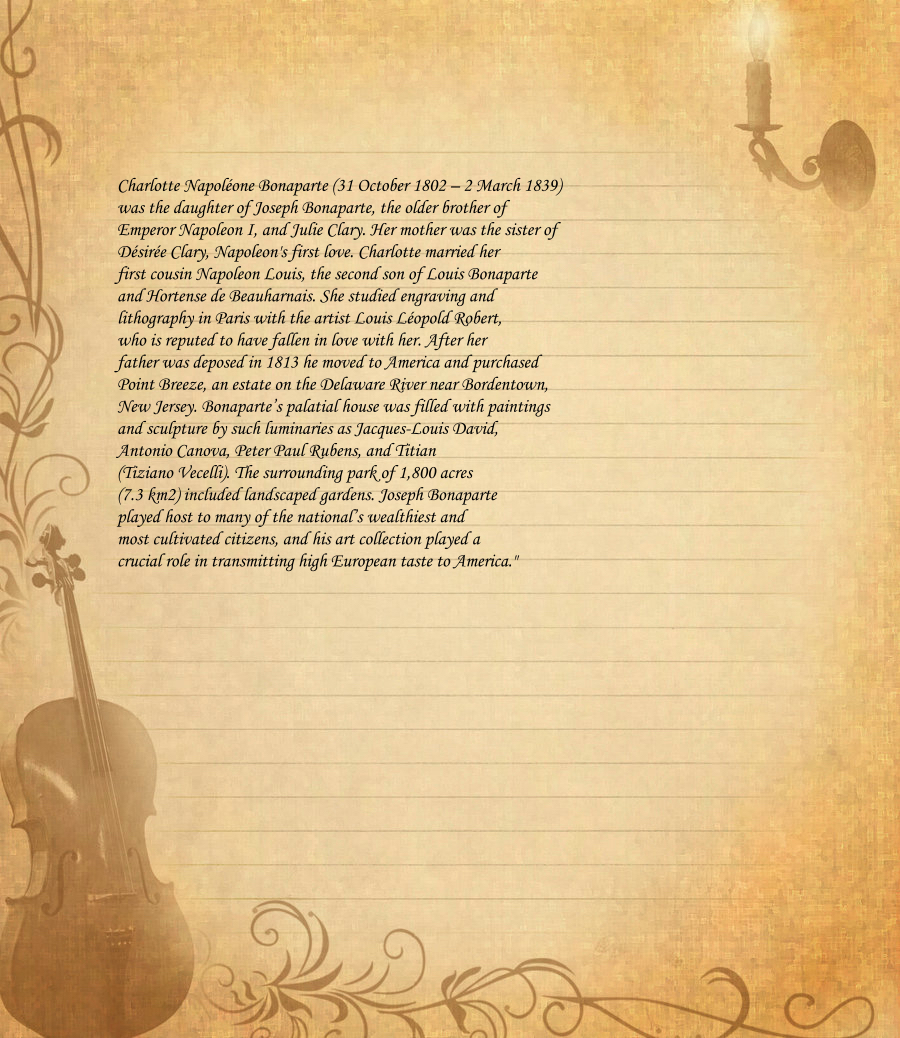 Charlotte Napoléone Bonaparte (31 October 1802 – 2 March 1839)
was the daughter of Joseph Bonaparte, the older brother of
Emperor Napoleon I, and Julie Clary. Her mother was the sister of
Désirée Clary, Napoleon's first love. Charlotte married her
first cousin Napoleon Louis, the second son of Louis Bonaparte
and Hortense de Beauharnais. She studied engraving and
lithography in Paris with the artist Louis Léopold Robert,
who is reputed to have fallen in love with her. After her
father was deposed in 1813 he moved to America and purchased
Point Breeze, an estate on the Delaware River near Bordentown,
New Jersey. Bonaparte’s palatial house was filled with paintings
and sculpture by such luminaries as Jacques-Louis David,
Antonio Canova, Peter Paul Rubens, and Titian
(Tiziano Vecelli). The surrounding park of 1,800 acres
(7.3 km2) included landscaped gardens. Joseph Bonaparte
played host to many of the national’s wealthiest and
most cultivated citizens, and his art collection played a
crucial role in transmitting high European taste to America."